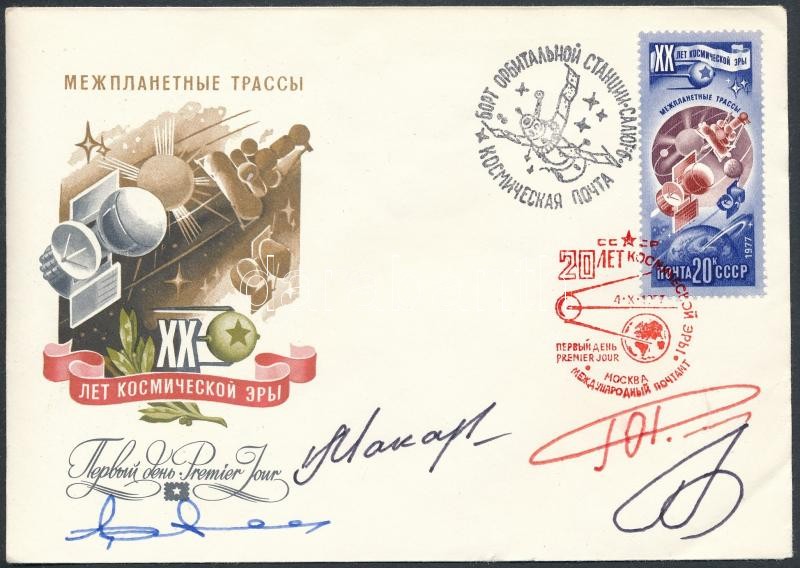 МЕЖПЛАНЕТНЫЕ ТРАССЫ
XX
ЛЕТ КОСМИЧЕСКОЙ ЭРЫ
Первый день · Premier Jour
БОРТ ОРБИТАЛЬНОЙ СТАНЦИИ-САЛЮТ-6
КОСМИЧЕСКАЯ ПОЧТА
XX ЛЕТ КОСМИЧЕСКОЙ ЭРЫ
МЕЖПЛАНЕТНЫЕ ТРАССЫ
1977
ПОЧТА 20К СССР
СССР
20 ЛЕТ КОСМИЧЕСКОЙ ЭРЫ
4·X·1977
ПЕРВЫЙ ДЕНЬ
PREMIER JOUR
МОСКВА
МЕЖДУНАРОДНЫЙ ПОЧТАМТ
Макар